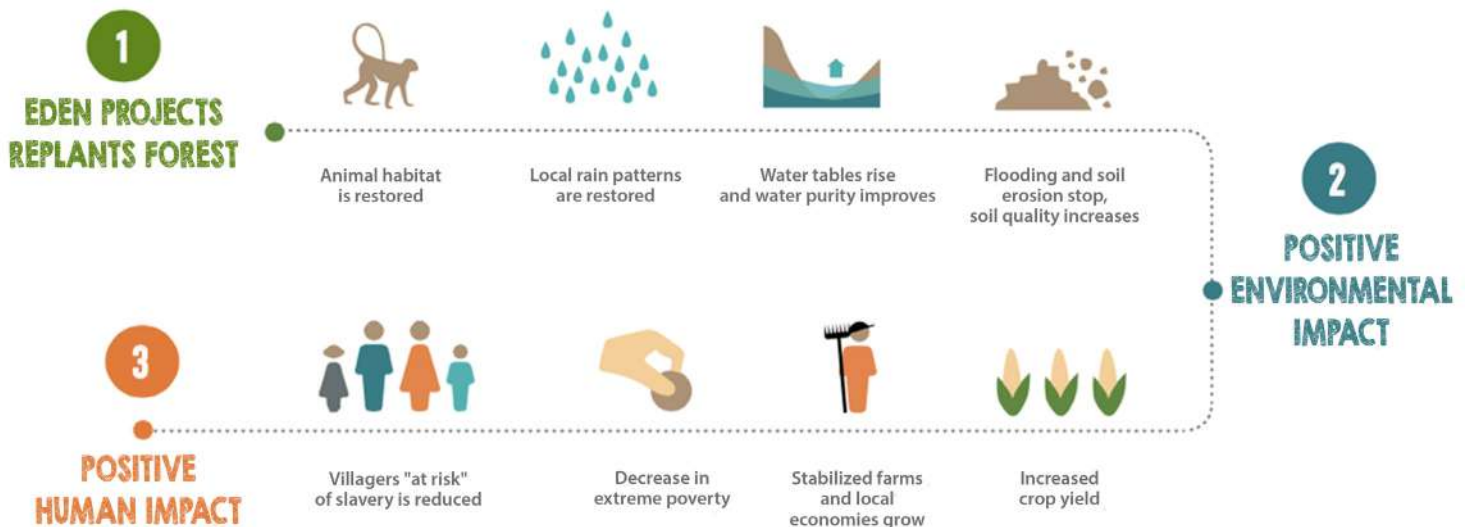 1
EDEN PROJECTS
REPLANTS FOREST
Animal habitat
is restored
Local rain patterns
are restored
Water tables rise
and water purity improves
Flooding and soil
erosion stop,
soil quality increases
2
POSITIVE
ENVIRONMENTAL
IMPACT
3
POSITIVE
HUMAN IMPACT
Villagers "at risk"
of slavery is reduced
Decrease in
extreme poverty
Stabilized farms
and local
economies grow
Increased
crop yield